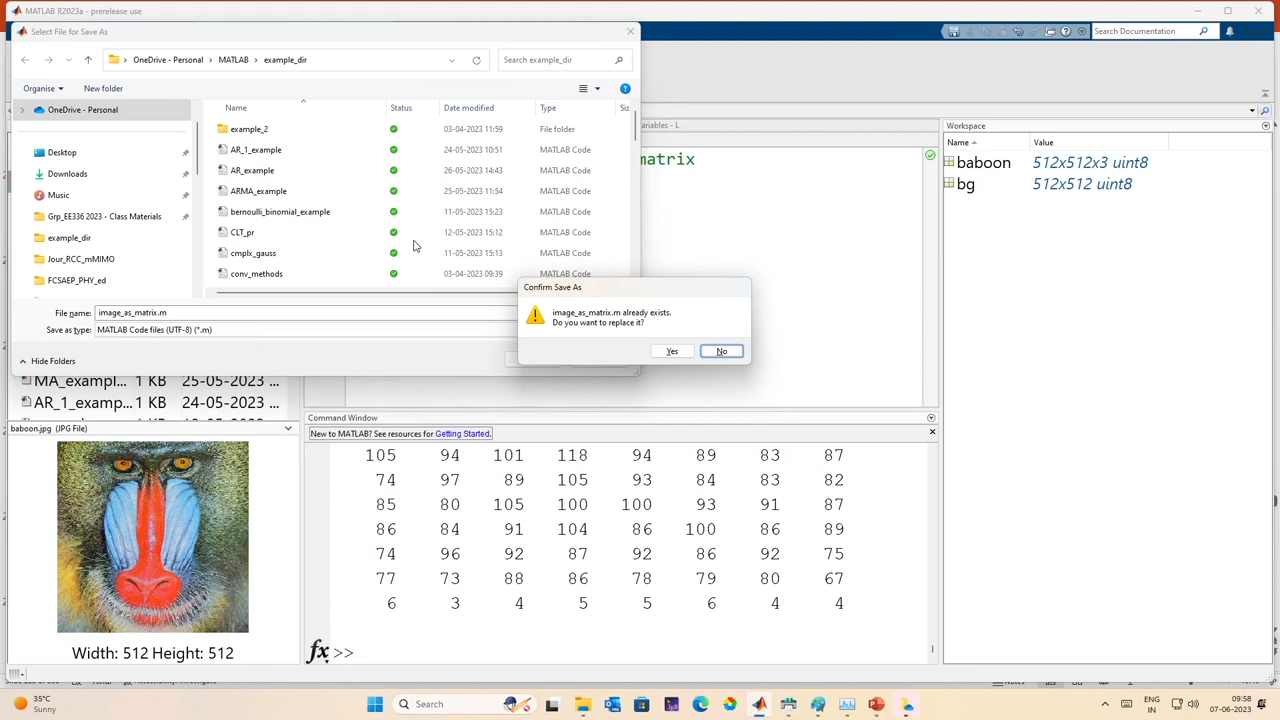 MATLAB R2023a - prerelease use
Select File for Save As
Search Documentation
OneDrive - Personal
MATLAB
example_dir
Search example_dir
Organise
New folder
OneDrive - Personal
Desktop
Downloads
Music
Grp_EE336 2023 - Class Materials
example_dir
Jour_RCC_mMIMO
FCSAEP_PHY_ed
Name Status Date modified Type Siz
example_2 03-04-2023 11:59 File folder
AR_1_example 24-05-2023 10:51 MATLAB Code
AR_example 26-05-2023 14:43 MATLAB Code
ARMA_example 25-05-2023 11:54 MATLAB Code
bernoulli_binomial_example 11-05-2023 15:23 MATLAB Code
CLT_pr 12-05-2023 15:12 MATLAB Code
cmplx_gauss 11-05-2023 15:13 MATLAB Code
conv_methods 03-04-2023 09:39 MATLAB Code
File name: image_as_matrix.m
Save as type: MATLAB Code files (UTF-8) (*.m)
Hide Folders
Confirm Save As
image_as_matrix.m already exists.
Do you want to replace it?
Yes No
ariables - L
matrix
Workspace
Name Value
baboon 512x512x3 uint8
bg 512x512 uint8
MA_exampl... 1 KB 25-05-2023 ...
AR_1_examp... 1 KB 24-05-2023 ...
baboon.jpg (JPG File)
Width: 512 Height: 512
Command Window
New to MATLAB? See resources for Getting Started.
105 94 101 118 94 89 83 87
74 97 89 105 93 84 83 82
85 80 105 100 100 93 91 87
86 84 91 104 86 100 86 89
74 96 92 87 92 86 92 75
77 73 88 86 78 79 80 67
6 3 4 5 5 6 4 4
fx >>
35°C
Sunny
Search
ENG
IN
09:58
07-06-2023